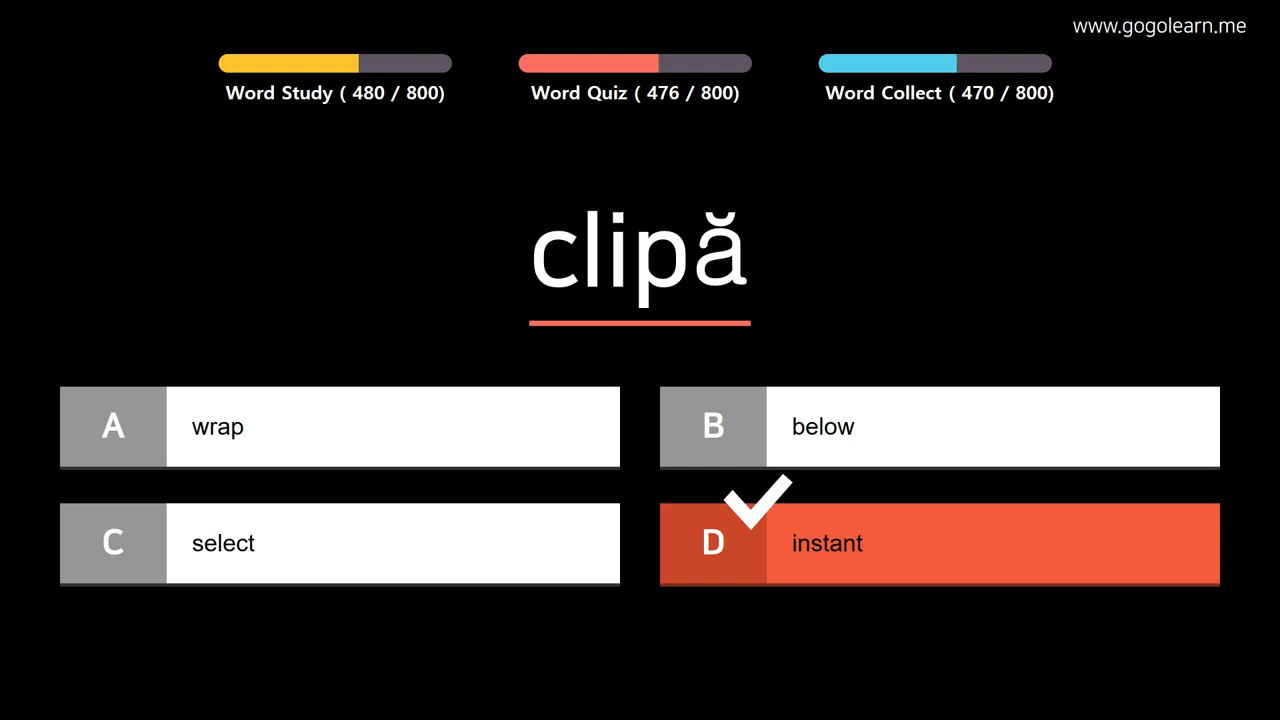 www.gogolearn.me
Word Study ( 480 / 800)
Word Quiz ( 476 / 800)
Word Collect ( 470 / 800)
clipă
A wrap
B below
C select
D instant